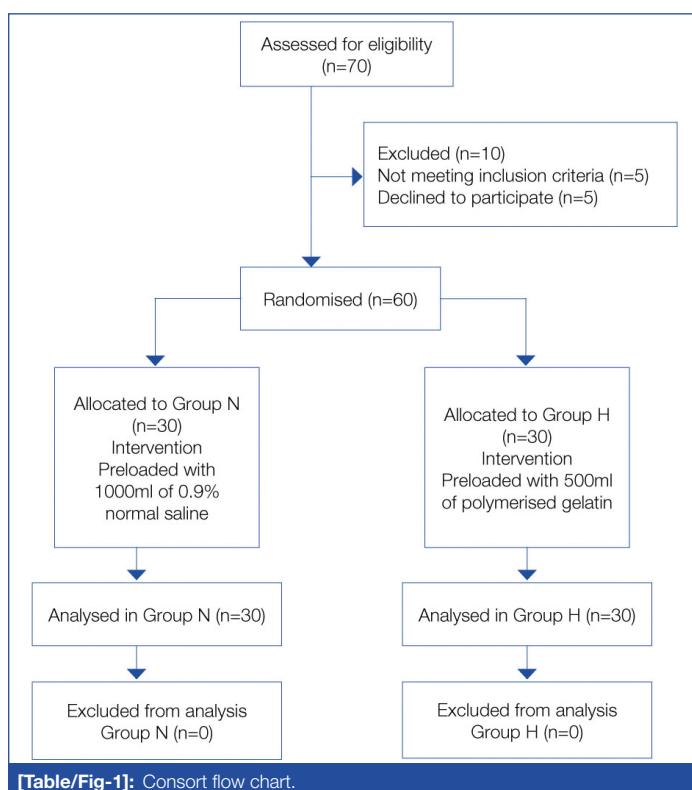 Assessed for eligibility
(n=70)
Excluded (n=10)
Not meeting inclusion criteria (n=5)
Declined to participate (n=5)
Randomised (n=60)
Allocated to Group N
(n=30)
Intervention
Preloaded with
1000ml of 0.9%
normal saline
Allocated to Group H
(n=30)
Intervention
Preloaded with 500ml
of polymerised gelatin
Analysed in Group N (n=30)
Analysed in Group H (n=30)
Excluded from analysis
Group N (n=0)
Excluded from analysis
Group H (n=0)
[Table/Fig-1]: Consort flow chart.